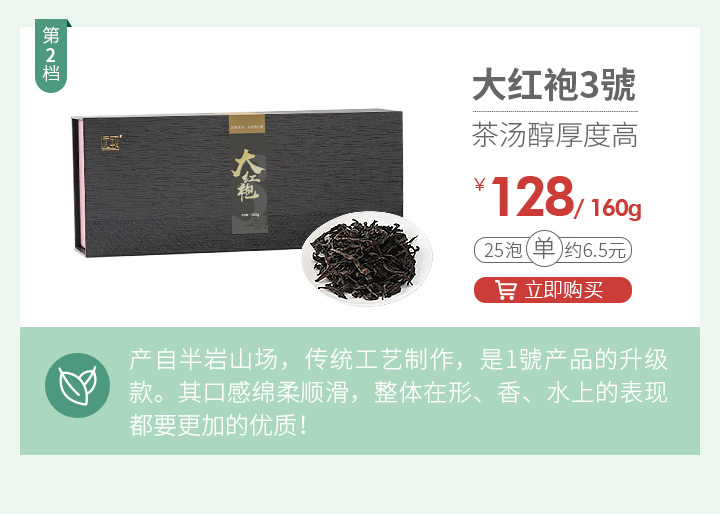 第
2
档
大红袍3號
茶汤醇厚度高
¥128/160g
25泡 单 约6.5元
立即购买
大红袍
160g
产自半岩山场，传统工艺制作，是1號产品的升级
款。其口感绵柔顺滑，整体在形、香、水上的表现
都要更加的优质！